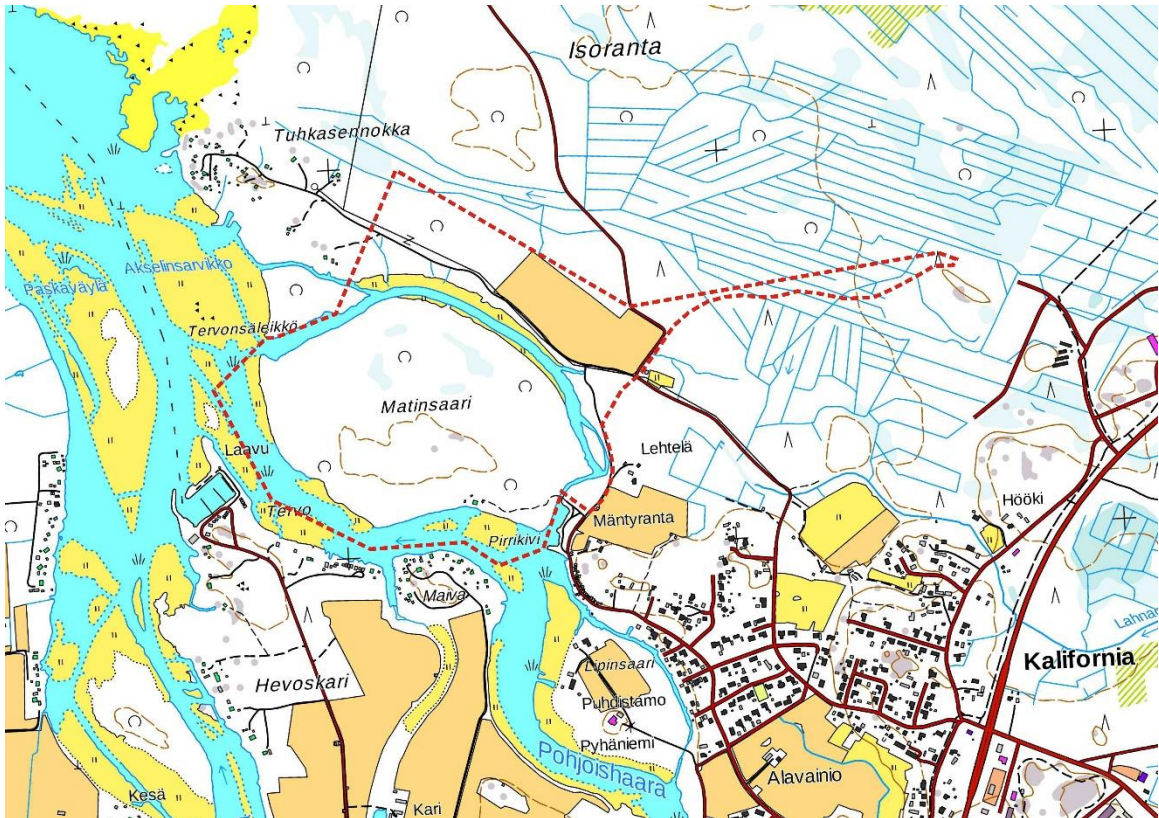 Isoranta
Tuhkasennokka
Akselinsarvikko
Paskaväylä
Tervonsäleikkö
Matinsaari
Laavu
Lehtelä
Hööki
Tervo
Mäntyranta
Pirrikivi
Maiva
Lahnao
Kalifornia
Lipinsaari
Hevoskari
Puhdistamo
Pyhäniemi
Pohjoishaara
Alavainio
Kesä
Kari